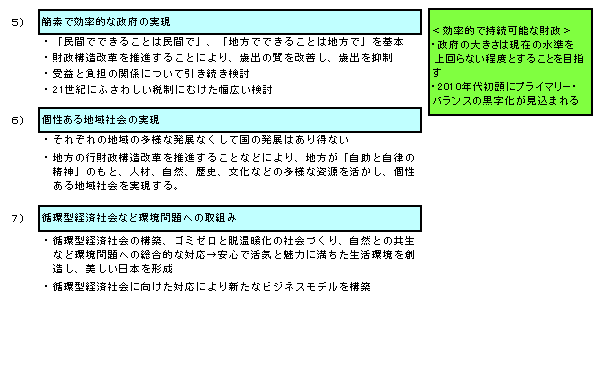 5） 簡素で効率的な政府の実現
・「民間でできることは民間で」、「地方でできることは地方で」を基本
・財政構造改革を推進することにより、歳出の質を改善し、歳出を抑制
・受益と負担の関係について引き続き検討
・21世紀にふさわしい税制にむけた幅広い検討
＜効率的で持続可能な財政＞
・政府の大きさは現在の水準を
上回らない程度とすることを目指
す
・2010年代初頭にプライマリー・
バランスの黒字化が見込まれる
6） 個性ある地域社会の実現
・それぞれの地域の多様な発展なくして国の発展はあり得ない
・地方の行財政構造改革を推進することなどにより、地方が「自助と自律の
精神」のもと、人材、自然、歴史、文化などの多様な資源を活かし、個性
ある地域社会を実現する。
7） 循環型経済社会など環境問題への取組み
・循環型経済社会の構築、ゴミゼロと脱温暖化の社会づくり、自然との共生
など環境問題への総合的な対応→安心で活気と魅力に満ちた生活環境を創
造し、美しい日本を形成
・循環型経済社会に向けた対応により新たなビジネスモデルを構築